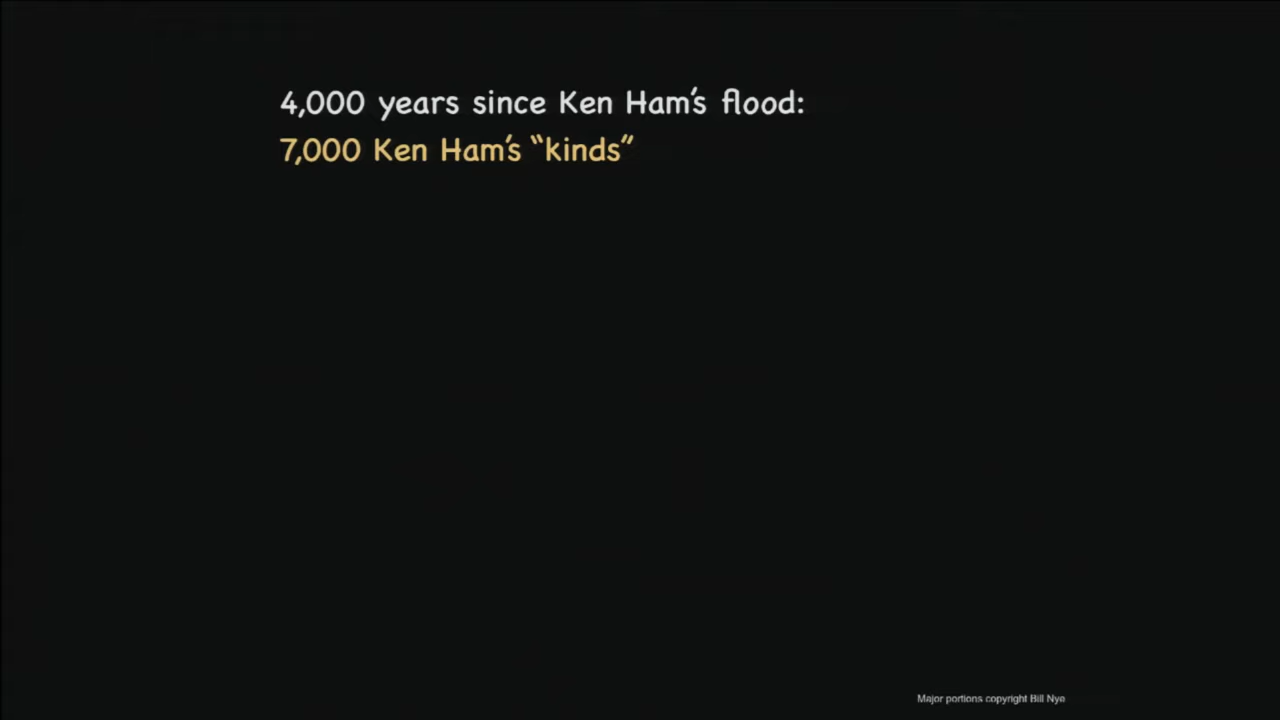 4,000 years since Ken Ham's flood:
7,000 Ken Ham's “kinds”
Major portions copyright Bill Nye